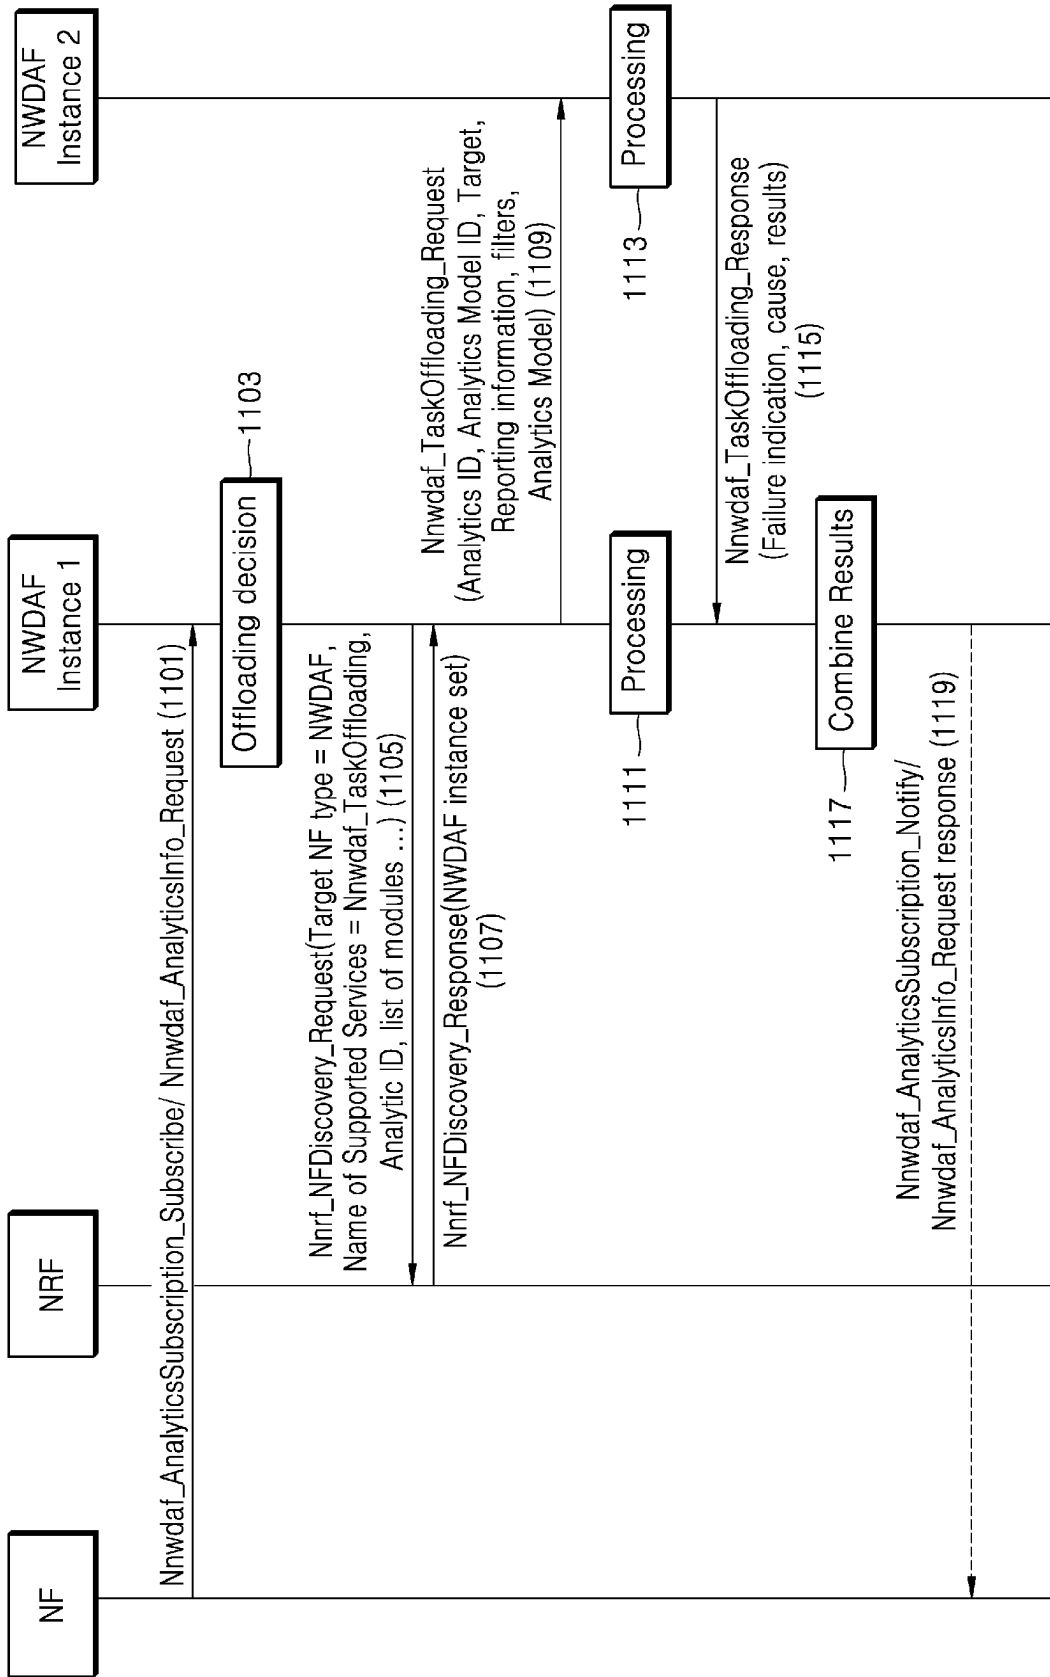 NF
NRF
NWDAF
Instance 1
NWDAF
Instance 2
Nnwdaf_AnalyticsSubscription_Subscribe/ Nnwdaf_AnalyticsInfo_Request (1101)
Offloading decision
1103
Nnrf_NFDiscovery_Request(Target NF type = NWDAF,
Name of Supported Services = Nnwdaf_TaskOffloading,
Analytic ID, list of modules ...) (1105)
Nnrf_NFDiscovery_Response(NWDAF instance set)
(1107)
Nnwdaf_TaskOffloading_Request
(Analytics ID, Analytics Model ID, Target,
Reporting information, filters,
Analytics Model) (1109)
1111
Processing
1113
Processing
Nnwdaf_TaskOffloading_Response
(Failure indication, cause, results)
(1115)
1117
Combine Results
Nnwdaf_AnalyticsSubscription_Notify/
Nnwdaf_AnalyticsInfo_Request response (1119)